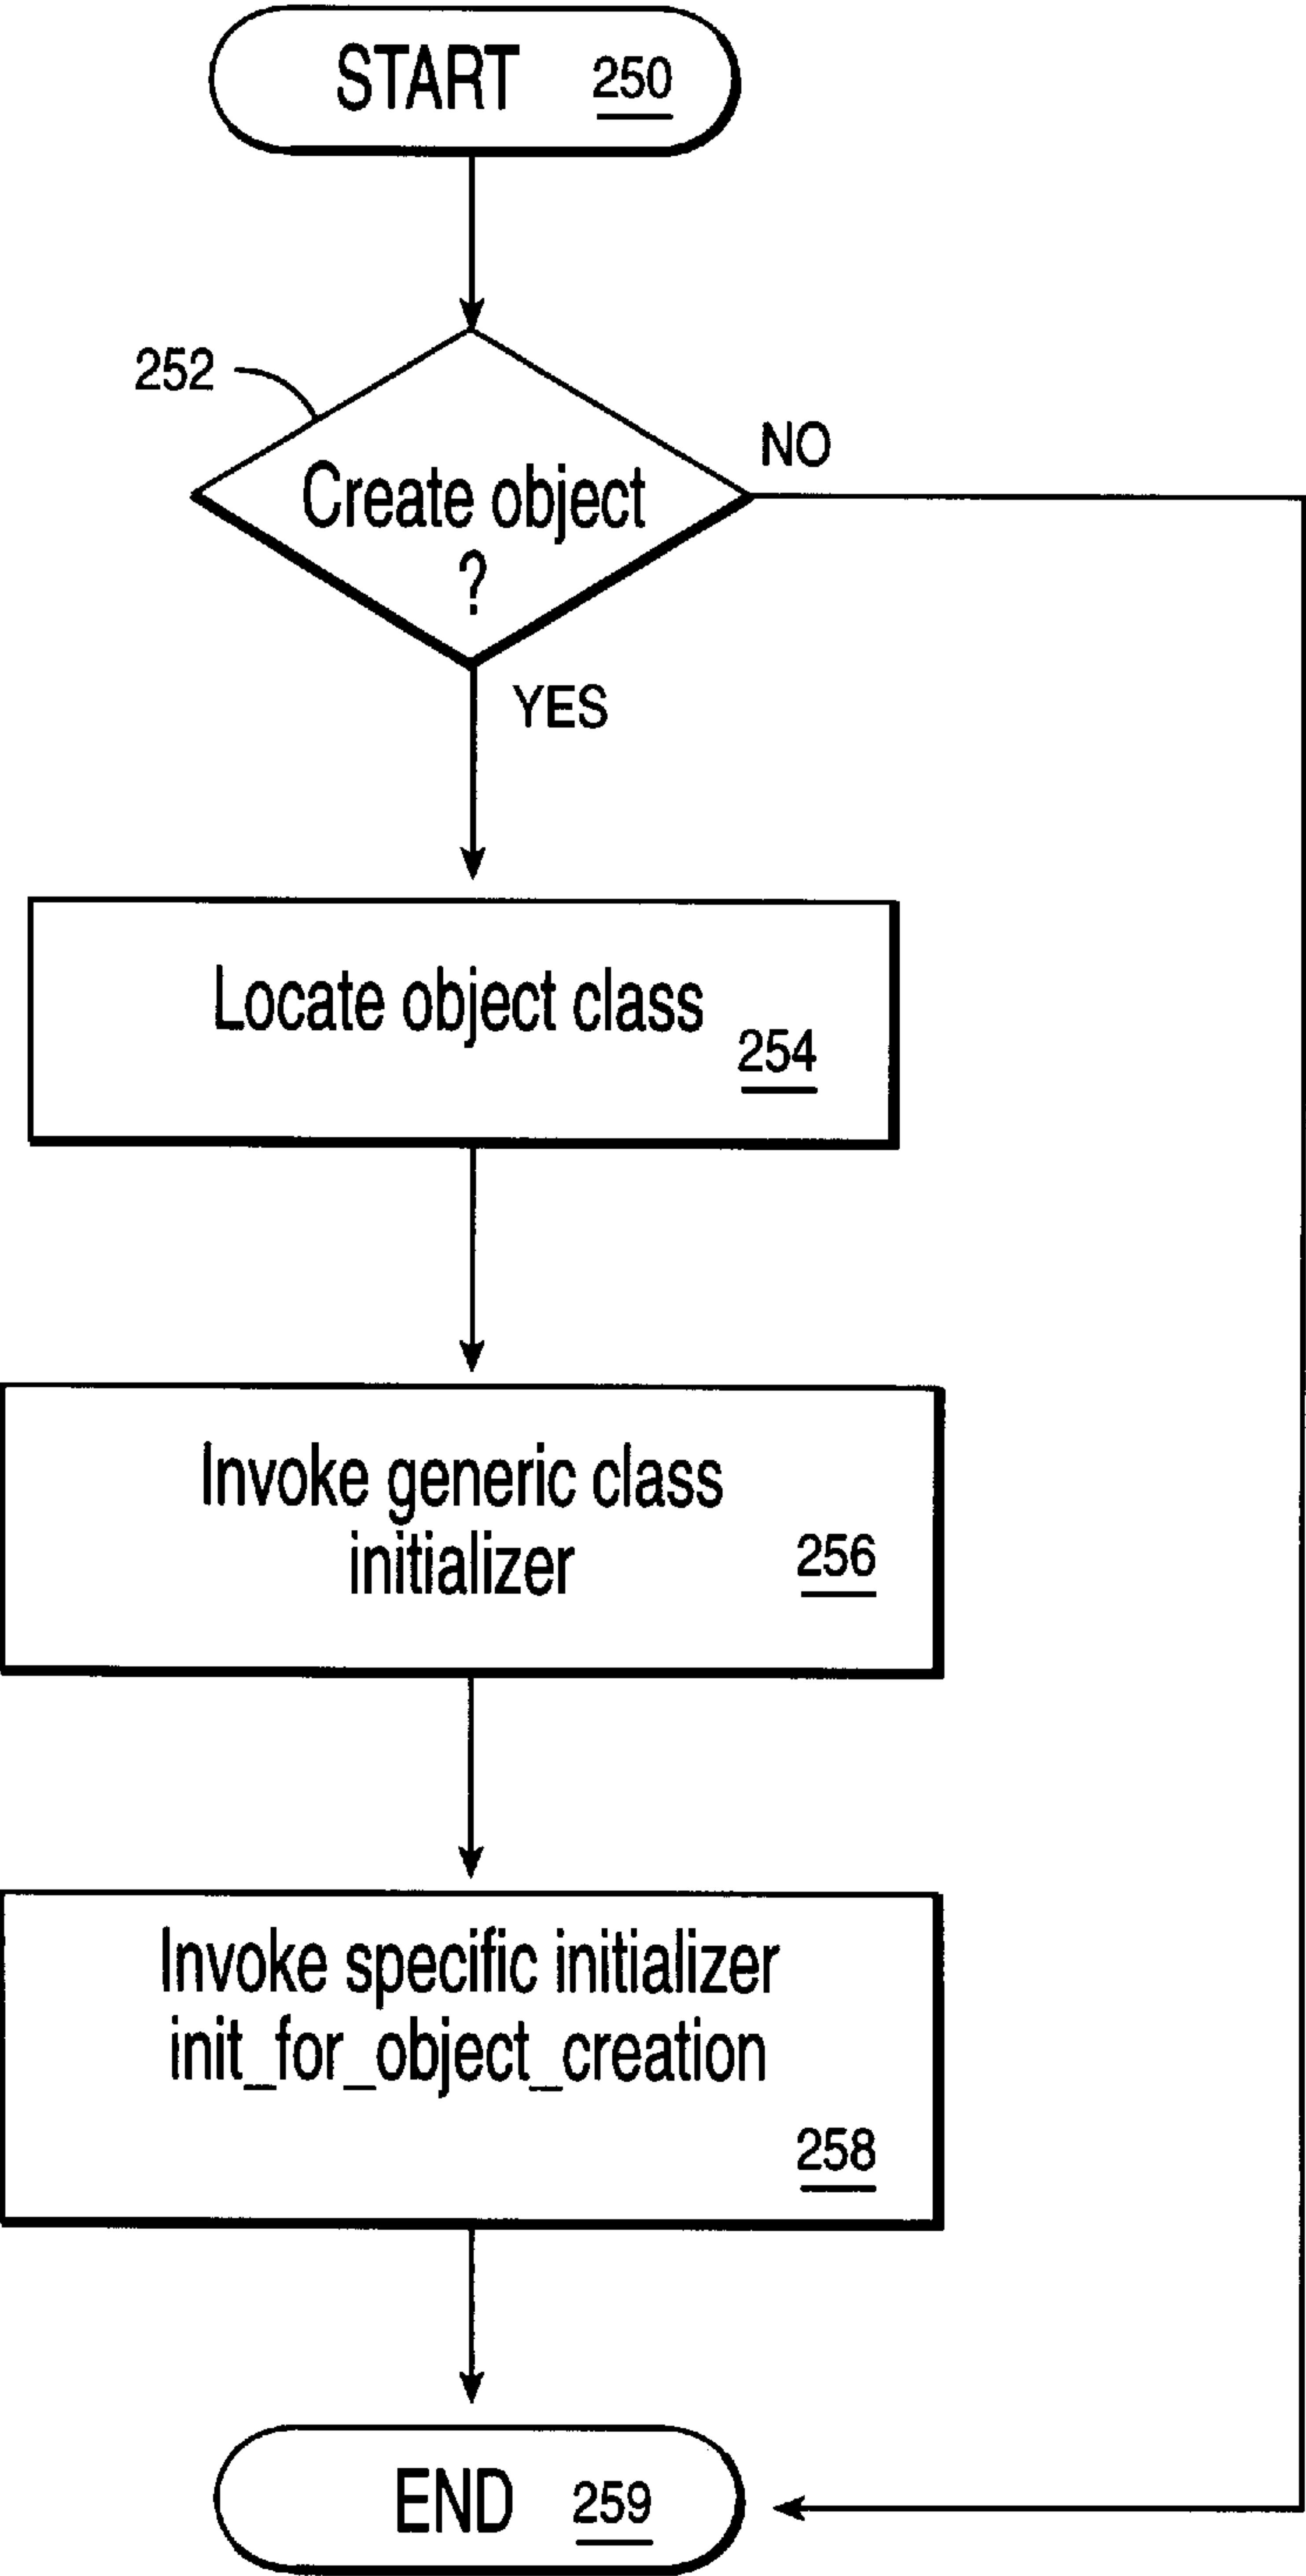 START 250
252
NO
Create object
?
YES
Locate object class
254
Invoke generic class
initializer 256
Invoke specific initializer
init_for_object_creation
258
END 259